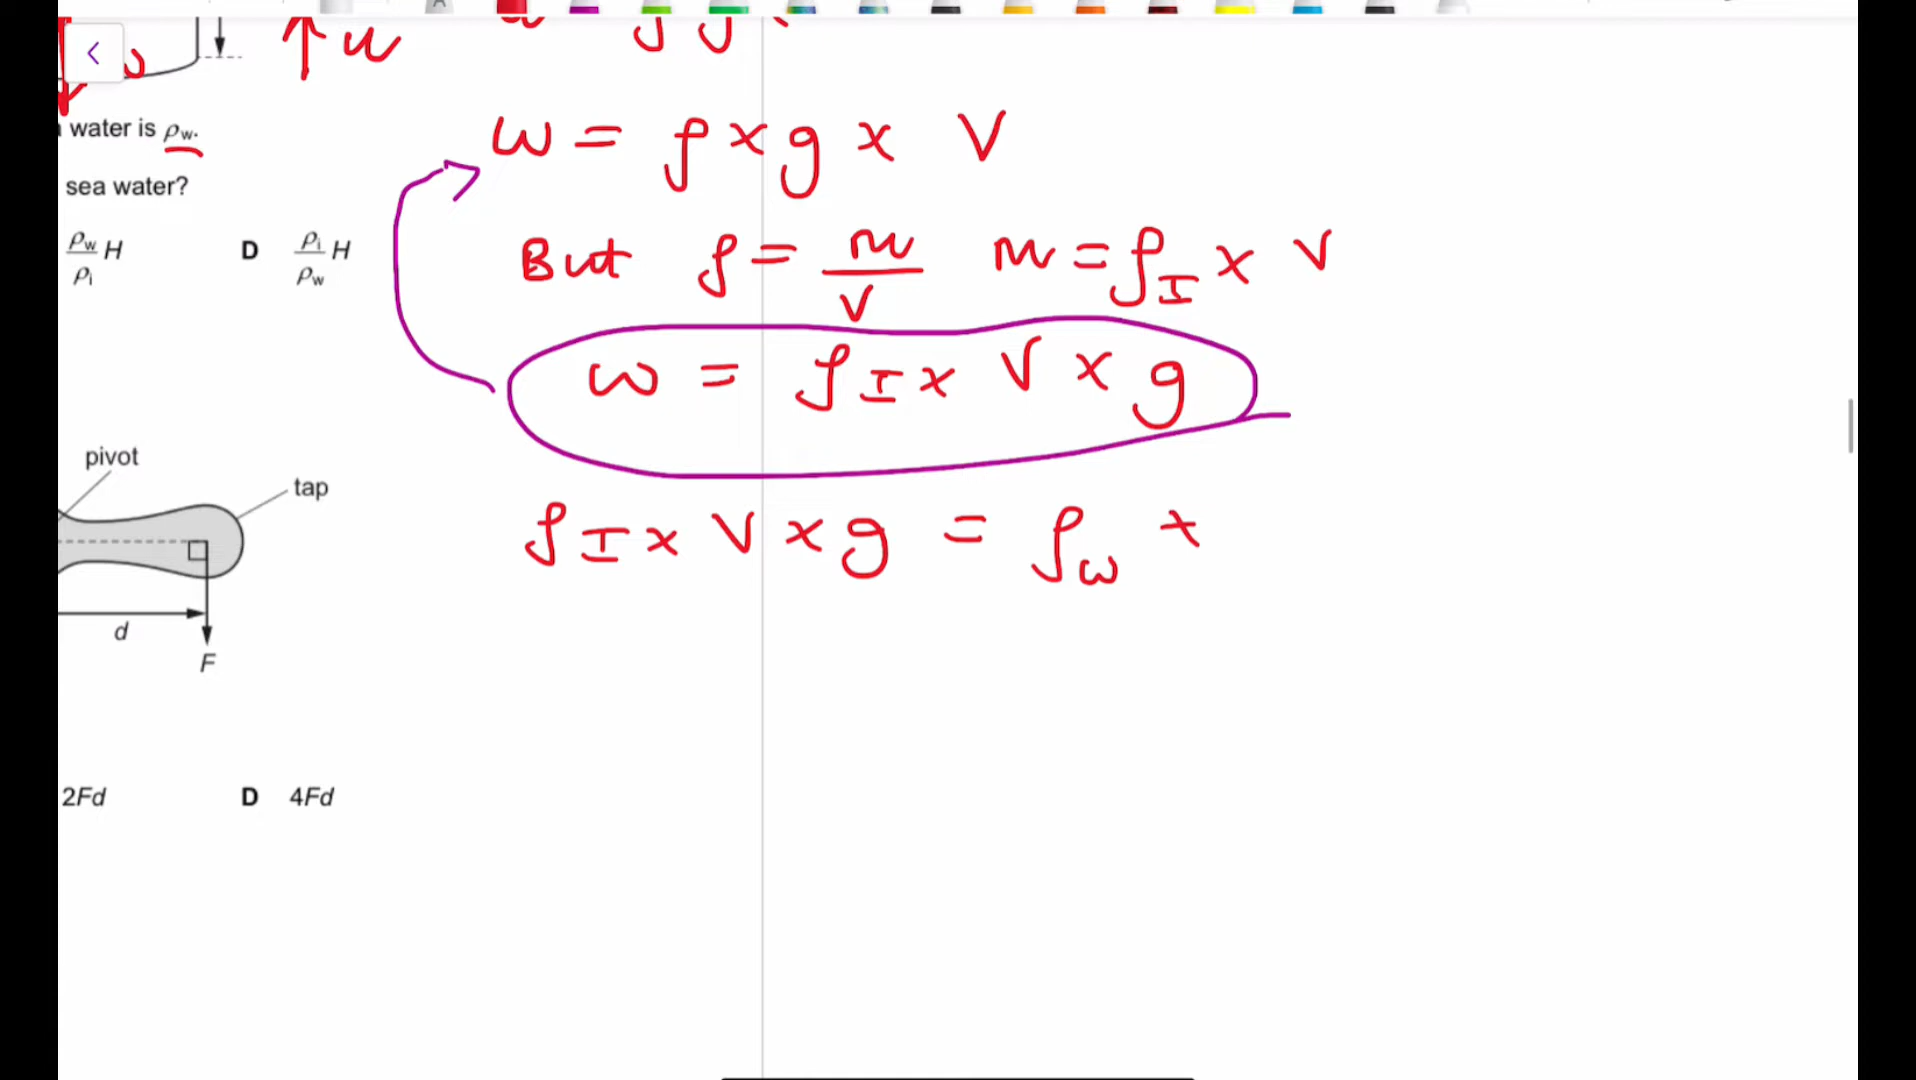 ↑ u
water is ρw.
sea water?
ρw/ρi H D ρi/ρw H
w = ρ x g x V
But ρ = m/V m = ρI x V
w = ρI x V x g
ρI x V x g = ρw x
pivot
tap
d
F
2Fd D 4Fd